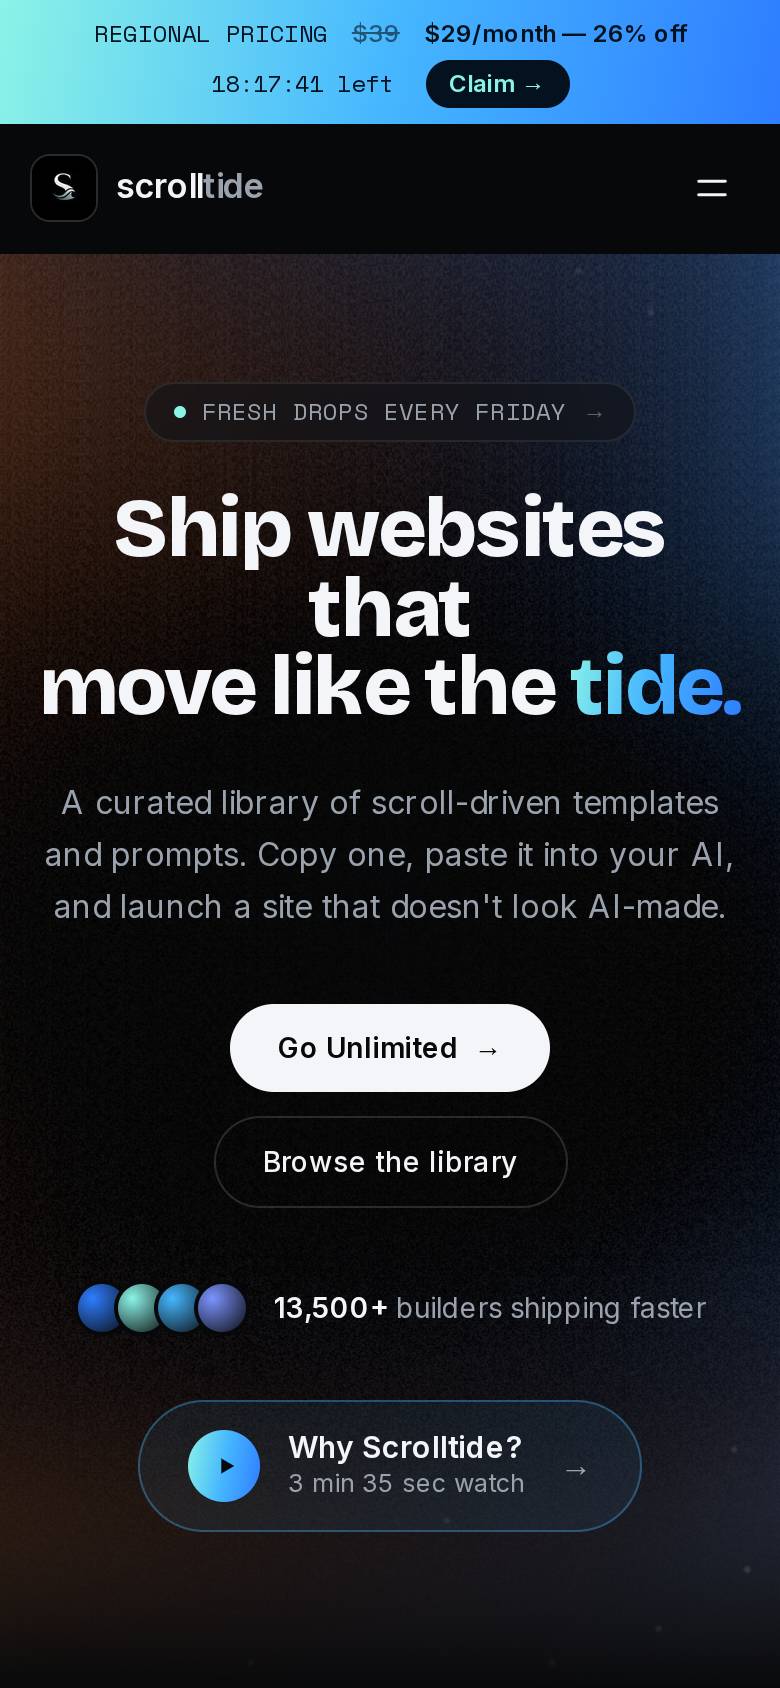 REGIONAL PRICING $39 $29/month — 26% off
18:17:41 left Claim →
scrolltide
FRESH DROPS EVERY FRIDAY →
Ship websites
that
move like the tide.
A curated library of scroll-driven templates
and prompts. Copy one, paste it into your AI,
and launch a site that doesn't look AI-made.
Go Unlimited →
Browse the library
13,500+ builders shipping faster
Why Scrolltide?
3 min 35 sec watch →